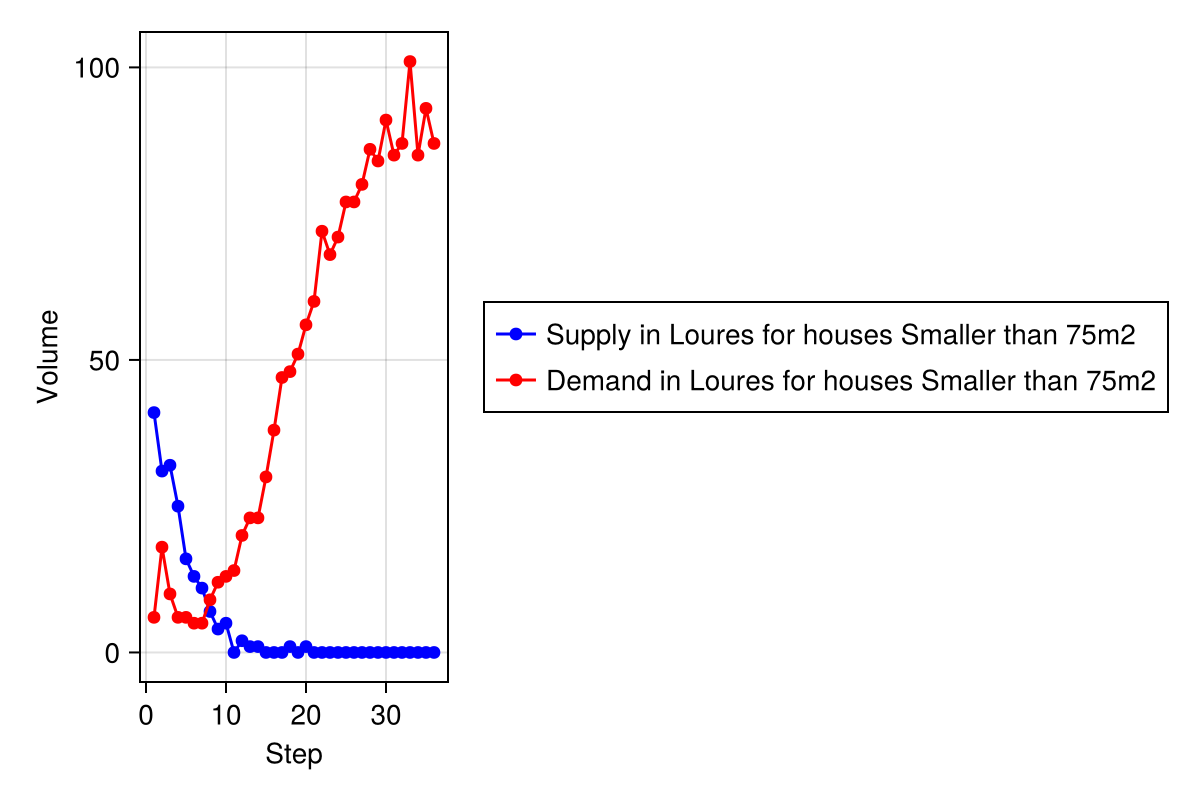 100
50
0
Volume
0 10 20 30
Step
Supply in Loures for houses Smaller than 75m2
Demand in Loures for houses Smaller than 75m2